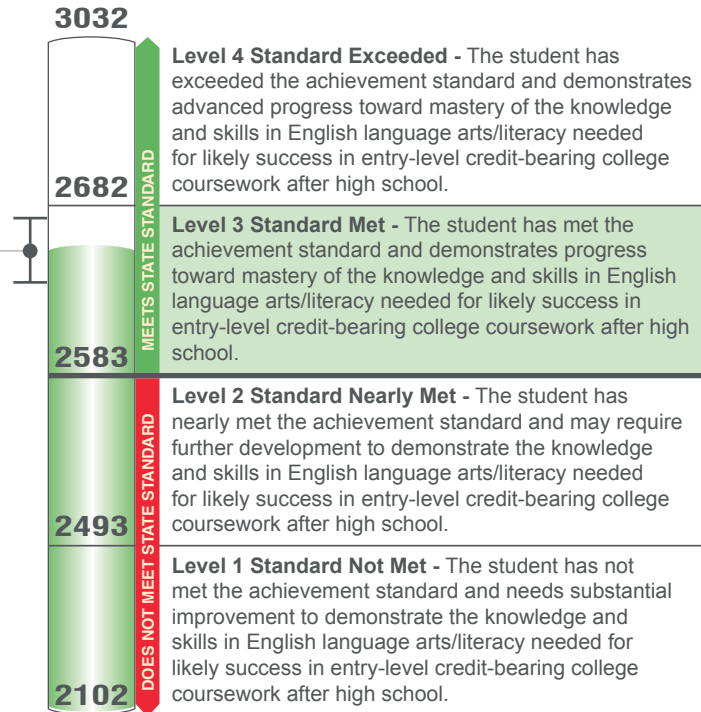 3032
Level 4 Standard Exceeded - The student has
exceeded the achievement standard and demonstrates
advanced progress toward mastery of the knowledge
and skills in English language arts/literacy needed
for likely success in entry-level credit-bearing college
coursework after high school.
2682
MEETS STATE STANDARD
Level 3 Standard Met - The student has met the
achievement standard and demonstrates progress
toward mastery of the knowledge and skills in English
language arts/literacy needed for likely success in
entry-level credit-bearing college coursework after high
school.
2583
Level 2 Standard Nearly Met - The student has
nearly met the achievement standard and may require
further development to demonstrate the knowledge
and skills in English language arts/literacy needed
for likely success in entry-level credit-bearing college
coursework after high school.
2493
DOES NOT MEET STATE STANDARD
Level 1 Standard Not Met - The student has not
met the achievement standard and needs substantial
improvement to demonstrate the knowledge and
skills in English language arts/literacy needed for
likely success in entry-level credit-bearing college
coursework after high school.
2102